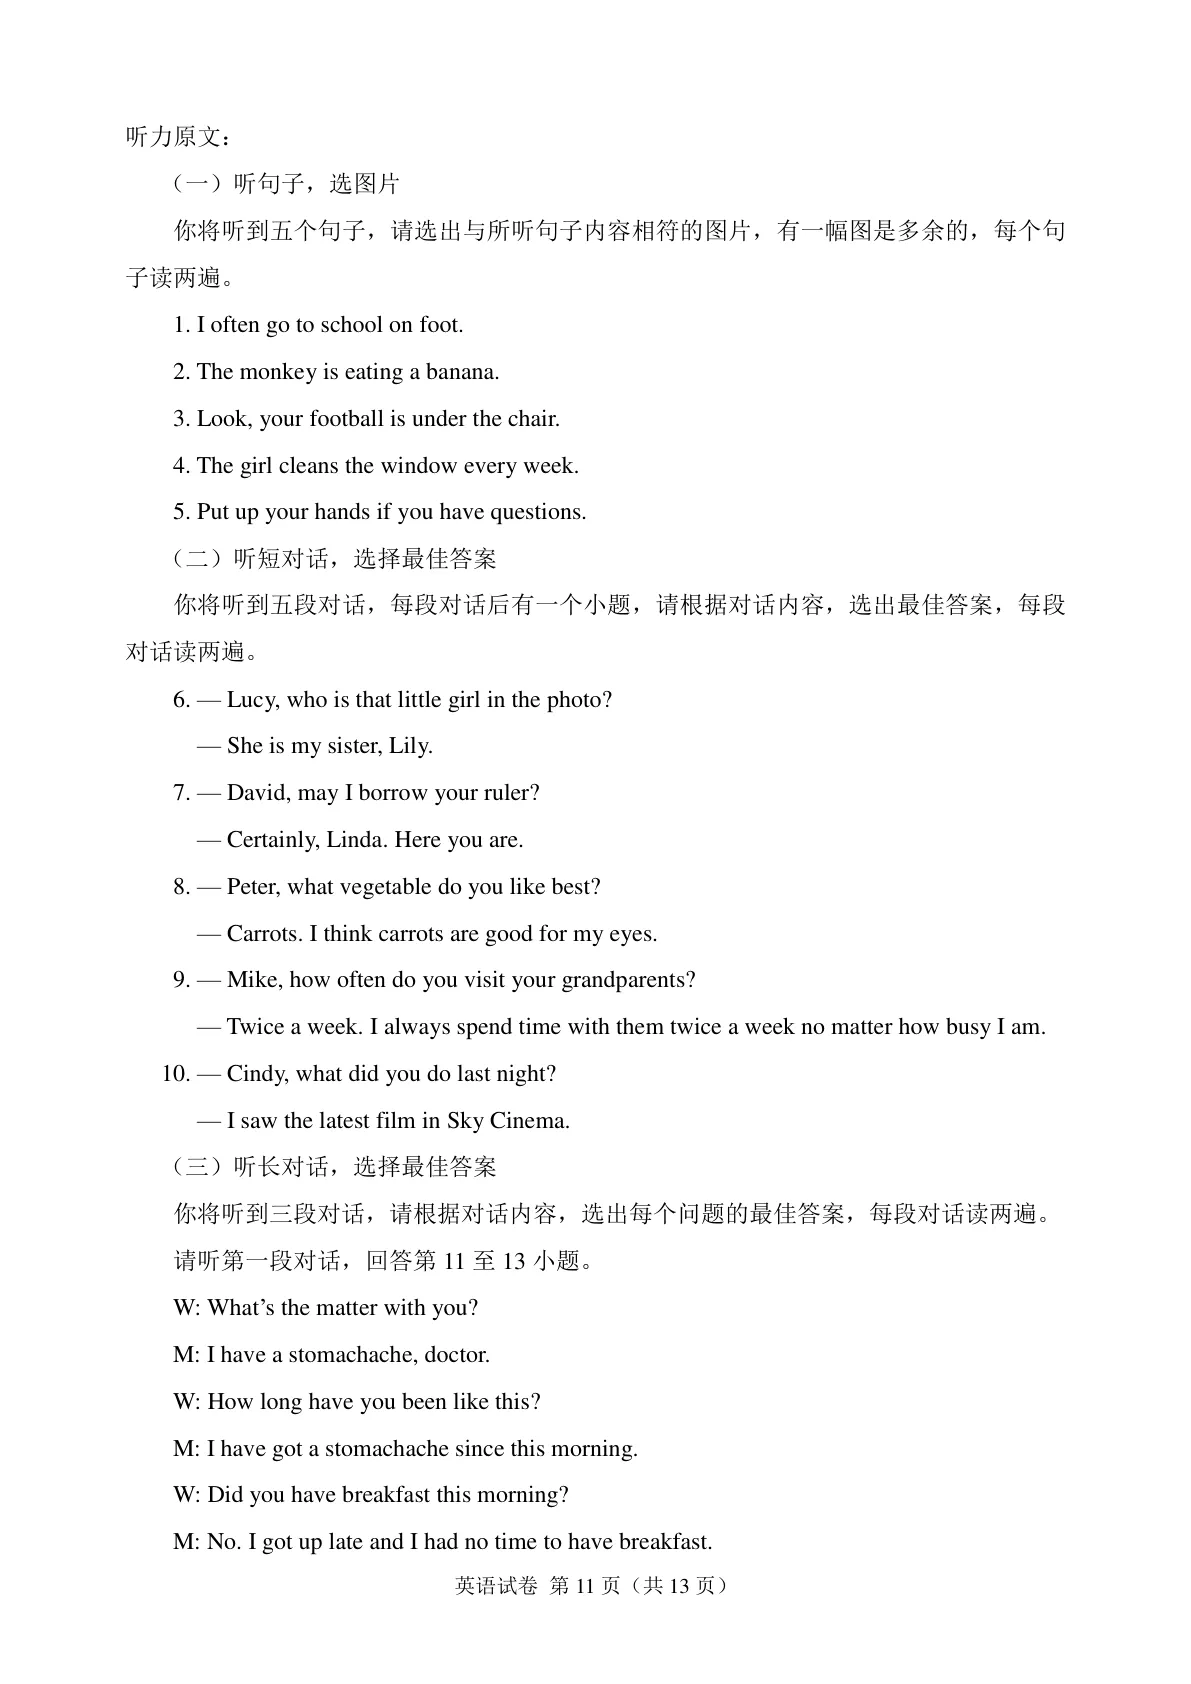 听力原文：
（一）听句子，选图片
你将听到五个句子，请选出与所听句子内容相符的图片，有一幅图是多余的，每个句
子读两遍。
1. I often go to school on foot.
2. The monkey is eating a banana.
3. Look, your football is under the chair.
4. The girl cleans the window every week.
5. Put up your hands if you have questions.
（二）听短对话，选择最佳答案
你将听到五段对话，每段对话后有一个小题，请根据对话内容，选出最佳答案，每段
对话读两遍。
6. — Lucy, who is that little girl in the photo?
— She is my sister, Lily.
7. — David, may I borrow your ruler?
— Certainly, Linda. Here you are.
8. — Peter, what vegetable do you like best?
— Carrots. I think carrots are good for my eyes.
9. — Mike, how often do you visit your grandparents?
— Twice a week. I always spend time with them twice a week no matter how busy I am.
10. — Cindy, what did you do last night?
— I saw the latest film in Sky Cinema.
（三）听长对话，选择最佳答案
你将听到三段对话，请根据对话内容，选出每个问题的最佳答案，每段对话读两遍。
请听第一段对话，回答第 11 至 13 小题。
W: What’s the matter with you?
M: I have a stomachache, doctor.
W: How long have you been like this?
M: I have got a stomachache since this morning.
W: Did you have breakfast this morning?
M: No. I got up late and I had no time to have breakfast.
英语试卷 第 11 页（共 13 页）